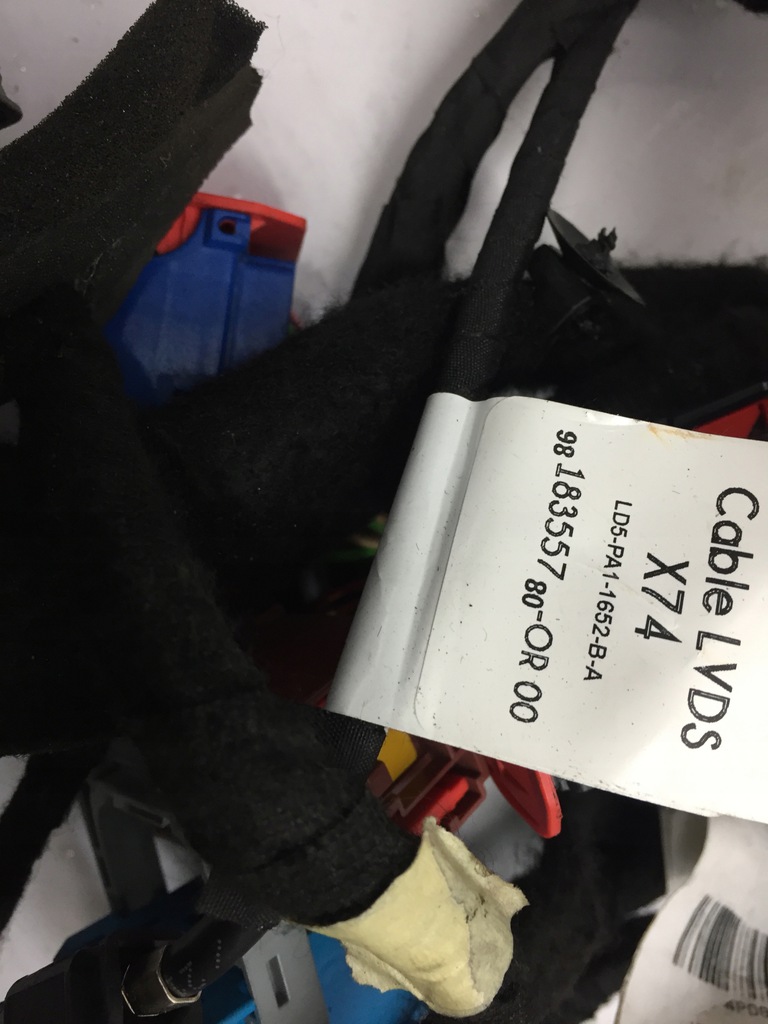 Cable LVDS
X74
LD5-PA1-1652-B-A
98 183557 80-OR 00